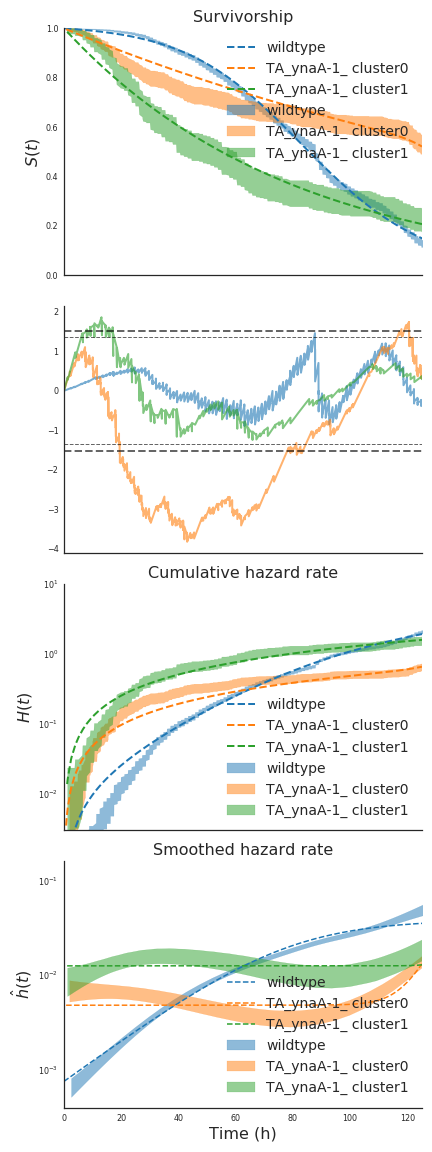 Survivorship
1.0
0.8
0.6
0.4
0.2
0.0
S(t)
wildtype
TA_ynaA-1_ cluster0
TA_ynaA-1_ cluster1
wildtype
TA_ynaA-1_ cluster0
TA_ynaA-1_ cluster1
2
1
0
−1
−2
−3
−4
Cumulative hazard rate
10¹
10⁰
10⁻¹
10⁻²
H(t)
wildtype
TA_ynaA-1_ cluster0
TA_ynaA-1_ cluster1
wildtype
TA_ynaA-1_ cluster0
TA_ynaA-1_ cluster1
Smoothed hazard rate
10⁻¹
10⁻²
10⁻³
ĥ(t)
wildtype
TA_ynaA-1_ cluster0
TA_ynaA-1_ cluster1
wildtype
TA_ynaA-1_ cluster0
TA_ynaA-1_ cluster1
0 20 40 60 80 100 120
Time (h)